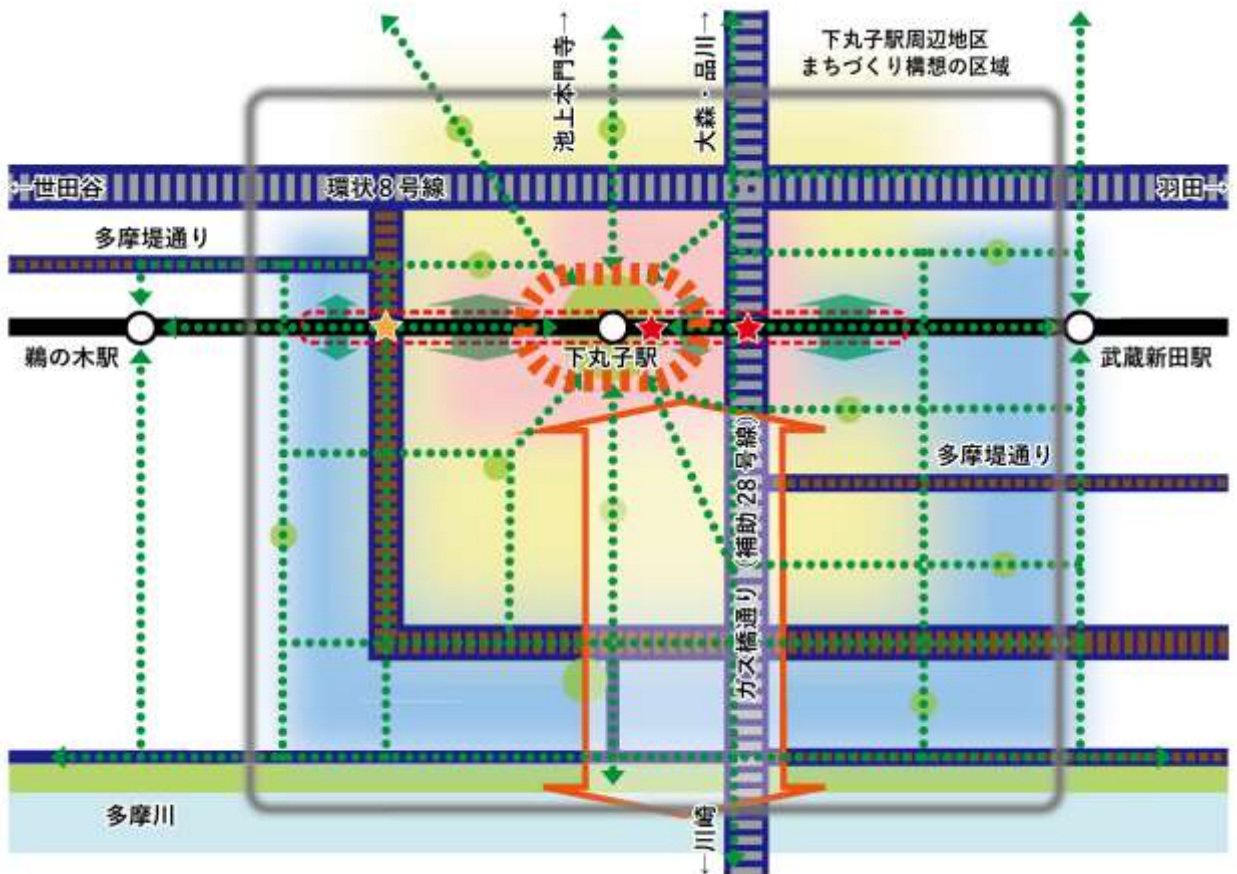 池上本門寺→
大森・品川→
下丸子駅周辺地区
まちづくり構想の区域
←世田谷
環状8号線
羽田→
多摩堤通り
鵜の木駅
下丸子駅
武蔵新田駅
多摩堤通り
ガス橋通り（補助28号線）
多摩川
←川崎